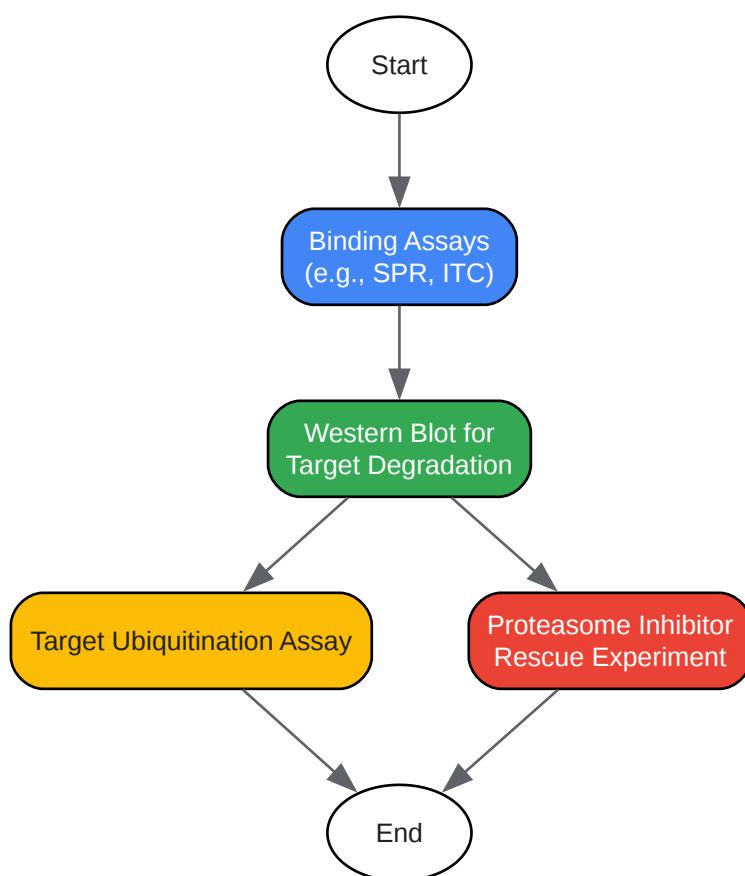 Start
Binding Assays
(e.g., SPR, ITC)
Western Blot for
Target Degradation
Target Ubiquitination Assay
Proteasome Inhibitor
Rescue Experiment
End